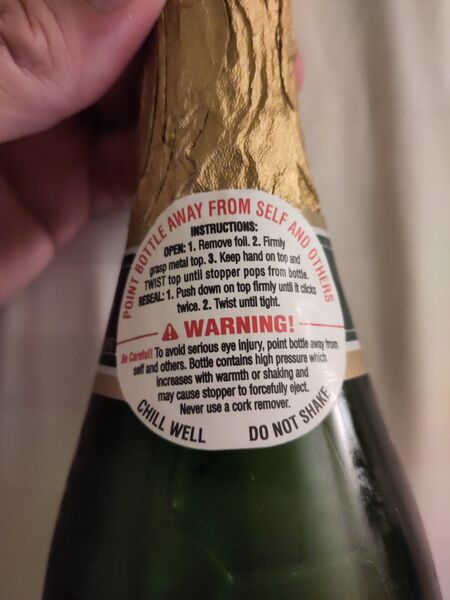 POINT BOTTLE AWAY FROM SELF AND OTHERS
INSTRUCTIONS:
OPEN: 1. Remove foil. 2. Firmly
grasp metal top. 3. Keep hand on top and
TWIST top until stopper pops from bottle.
RESEAL: 1. Push down on top firmly until it clicks
twice. 2. Twist until tight.
WARNING!
Be Careful! To avoid serious eye injury, point bottle away from
self and others. Bottle contains high pressure which
increases with warmth or shaking and
may cause stopper to forcefully eject.
Never use a cork remover.
CHILL WELL DO NOT SHAKE